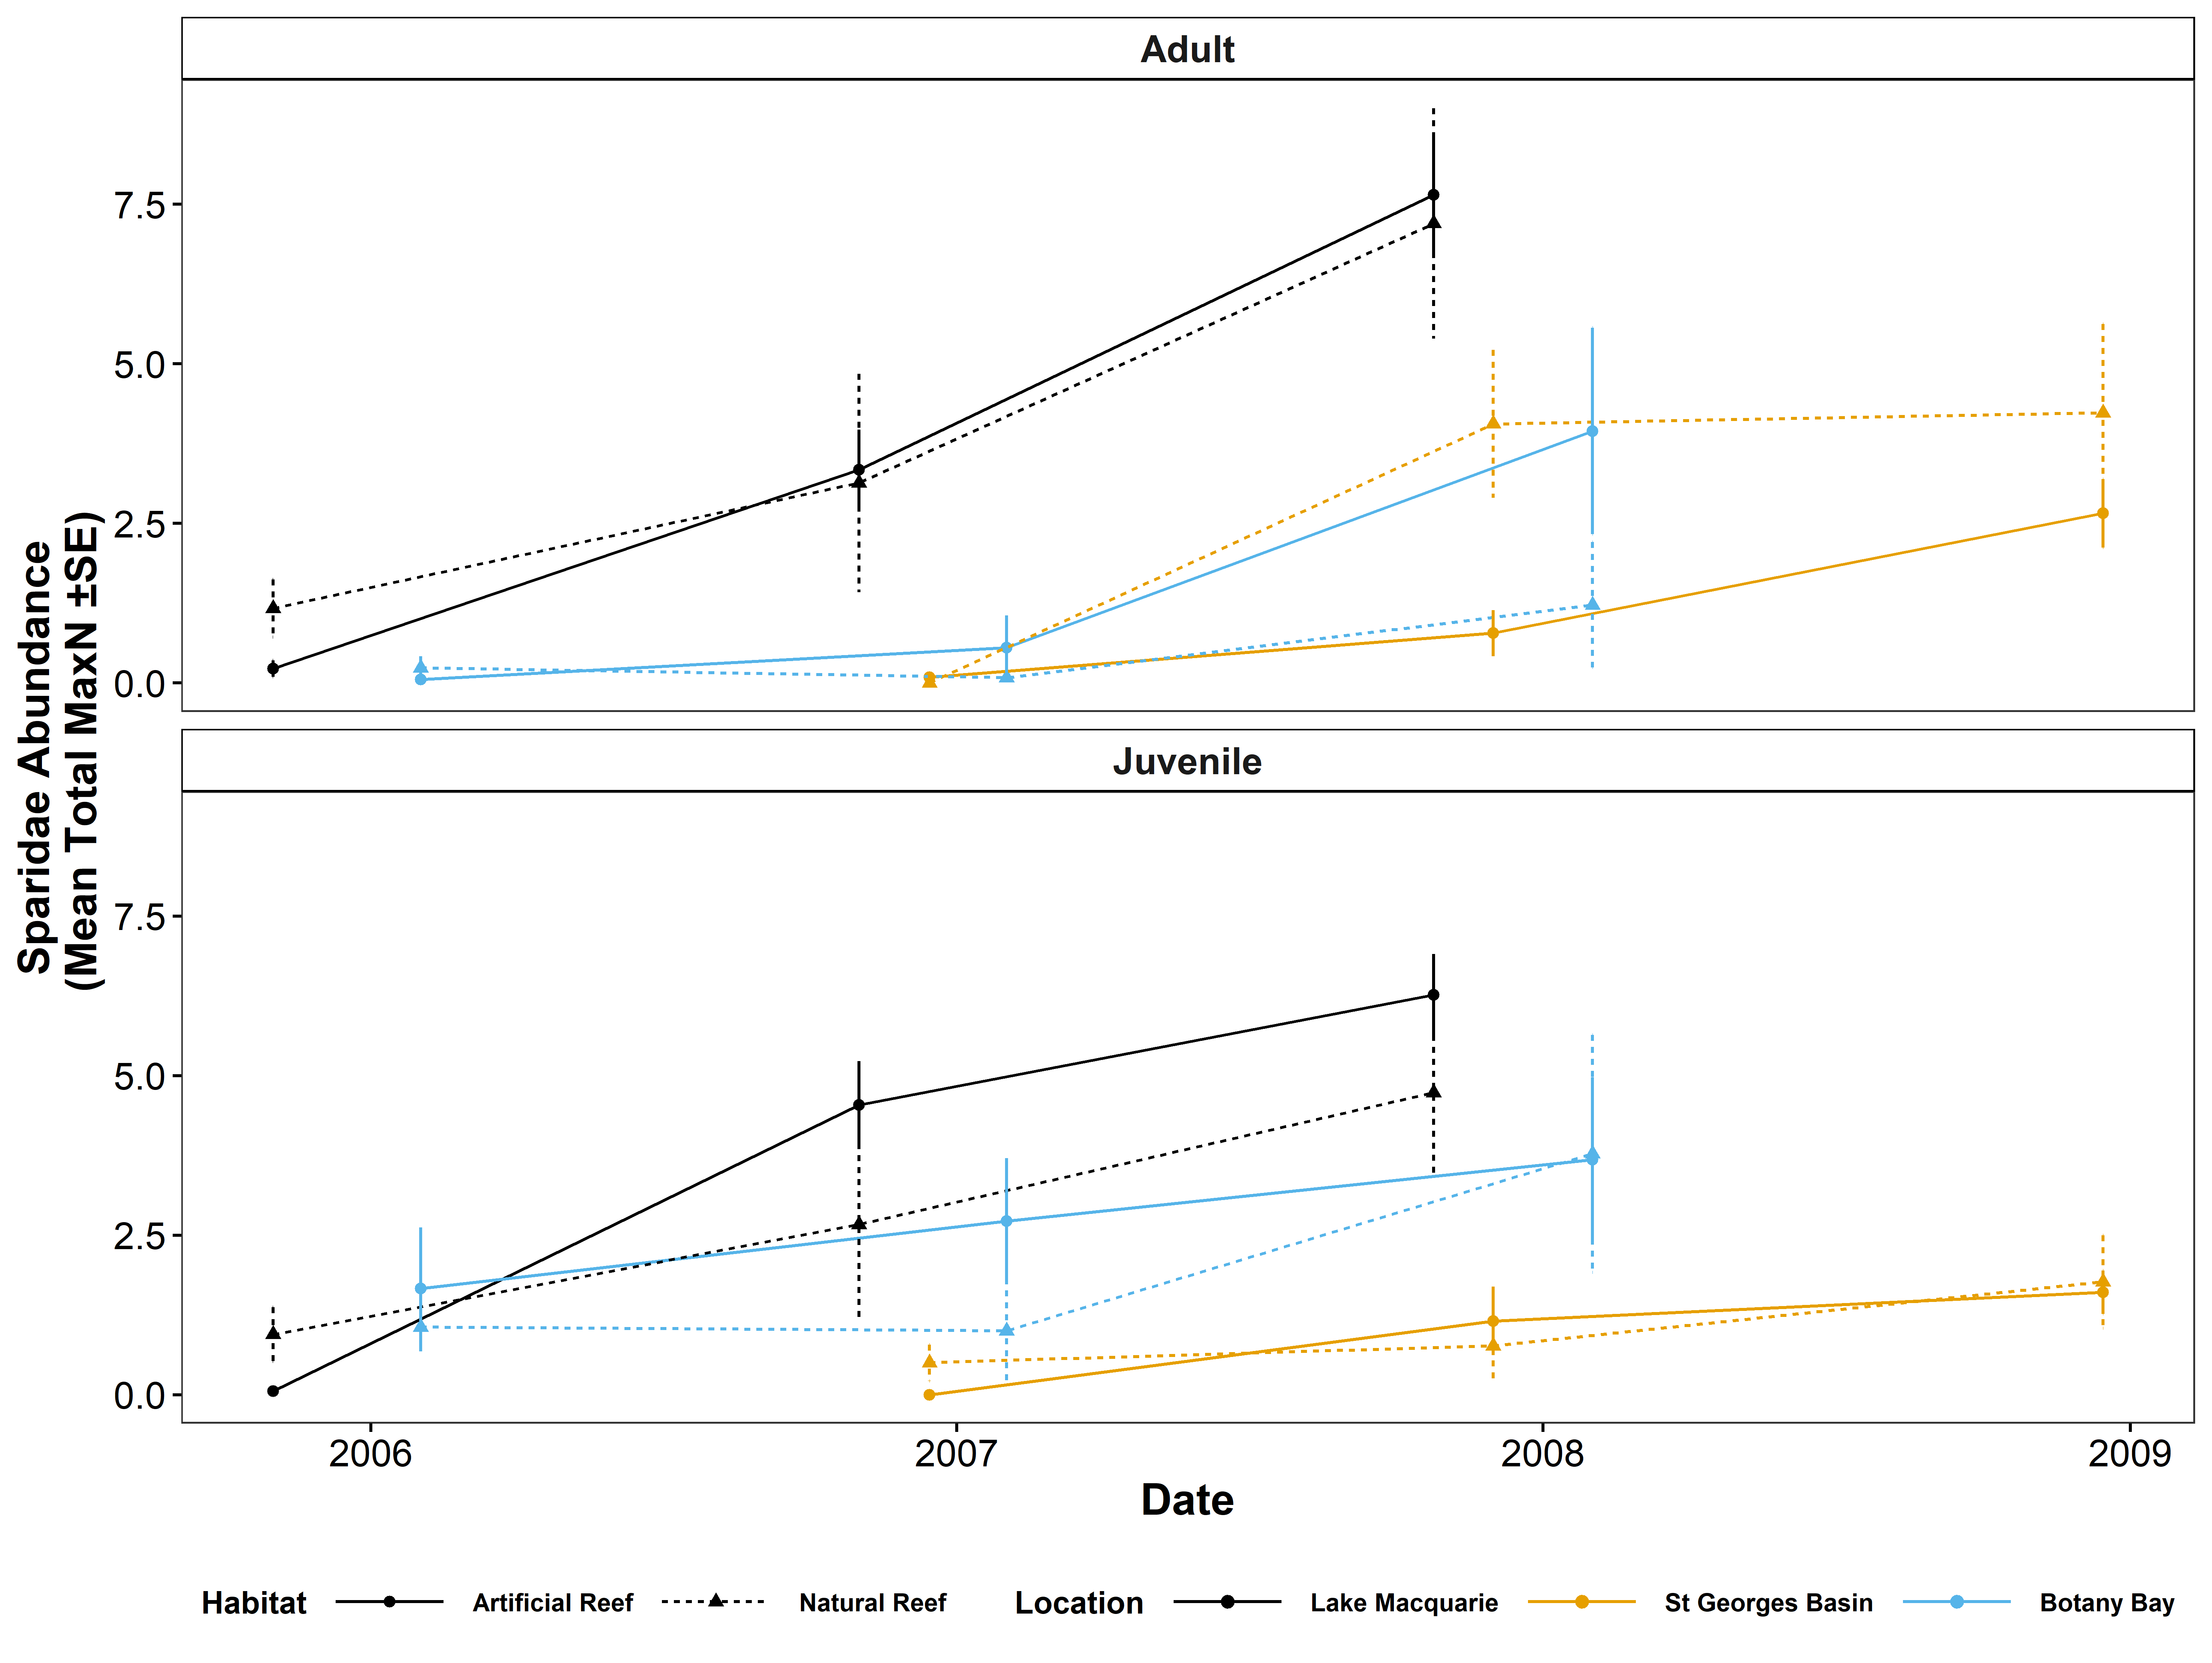 Adult
7.5
5.0
2.5
0.0
Sparidae Abundance
(Mean Total MaxN ±SE)
Juvenile
7.5
5.0
2.5
0.0
2006 2007 2008 2009
Date
Habitat Artificial Reef Natural Reef Location Lake Macquarie St Georges Basin Botany Bay